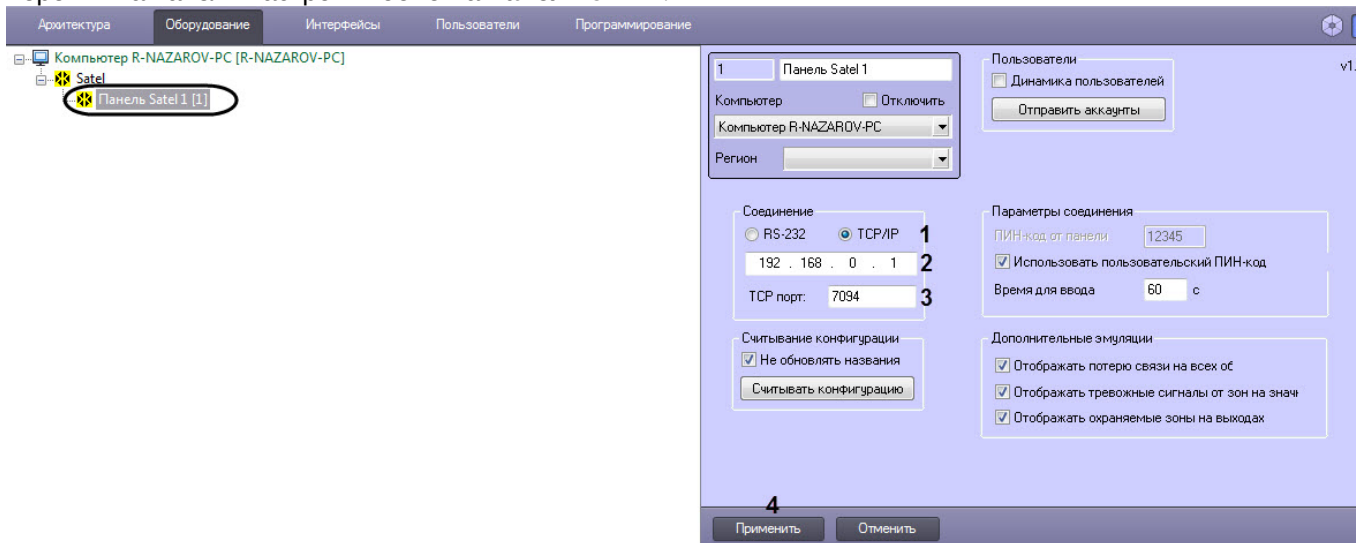 Архитектура Оборудование Интерфейсы Пользователи Программирование
Компьютер R-NAZAROV-PC [R-NAZAROV-PC]
Satel
Панель Satel 1 [1]
1 Панель Satel 1
Компьютер Отключить
Компьютер R-NAZAROV-PC
Регион
Пользователи
Динамика пользователей
Отправить аккаунты
v1.
Соединение
RS-232 TCP/IP 1
192 . 168 . 0 . 1 2
TCP порт: 7094 3
Параметры соединения
ПИН-код от панели 12345
Использовать пользовательский ПИН-код
Время для ввода 60 с
Считывание конфигурации
Не обновлять названия
Считывать конфигурацию
Дополнительные эмуляции
Отображать потерю связи на всех об
Отображать тревожные сигналы от зон на знач
Отображать охраняемые зоны на выходах
4
Применить Отменить